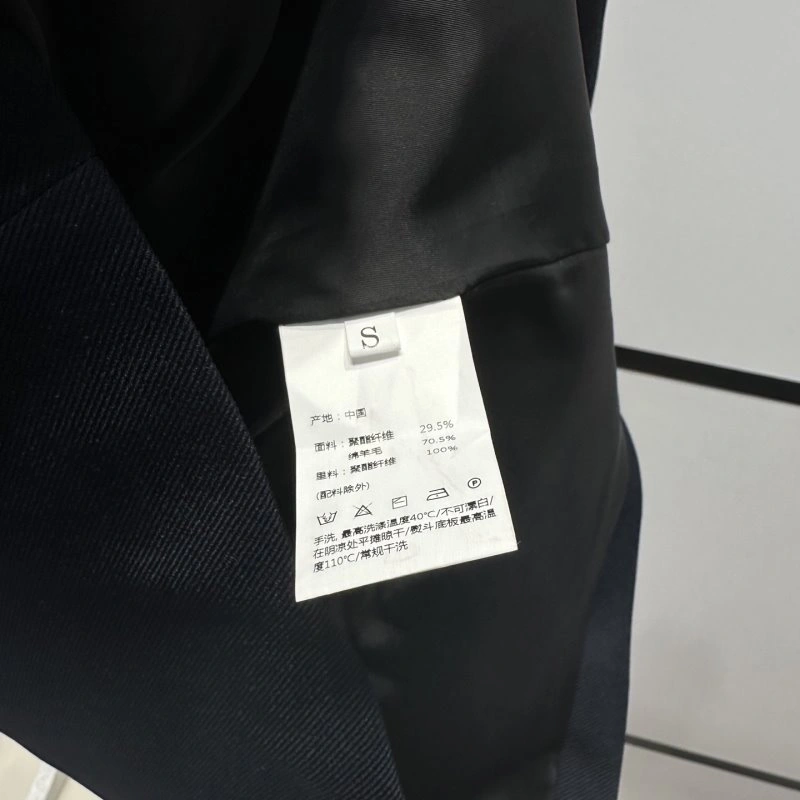 S
产地：中国
面料：聚酯纤维 29.5%
绵羊毛 70.5%
里料：聚酯纤维 100%
(配料除外)
P
手洗, 最高洗涤温度40℃/不可漂白/
在阴凉处平摊晾干/熨斗底板最高温
度110℃/常规干洗